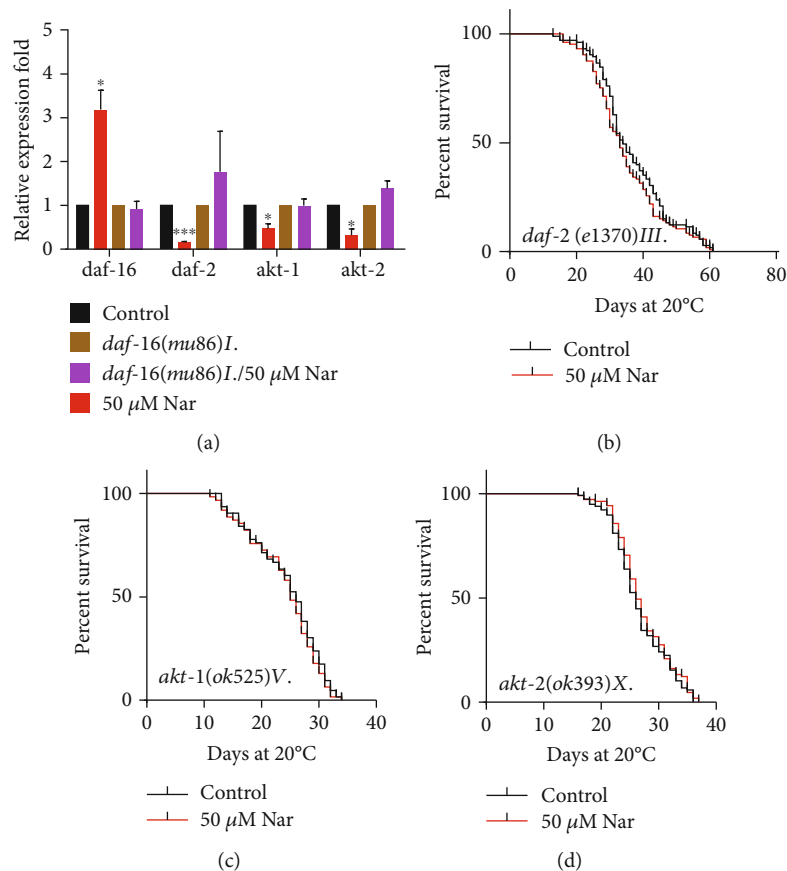 Relative expression fold
5
4
3
2
1
0
*
***
*
*
daf-16 daf-2 akt-1 akt-2
Control
daf-16(mu86)I.
daf-16(mu86)I./50 μM Nar
50 μM Nar
(a)
Percent survival
100
50
0
daf-2 (e1370)III.
0 20 40 60 80
Days at 20°C
Control
50 μM Nar
(b)
Percent survival
100
50
0
akt-1(ok525)V.
0 10 20 30 40
Days at 20°C
Control
50 μM Nar
(c)
Percent survival
100
50
0
akt-2(ok393)X.
0 10 20 30 40
Days at 20°C
Control
50 μM Nar
(d)